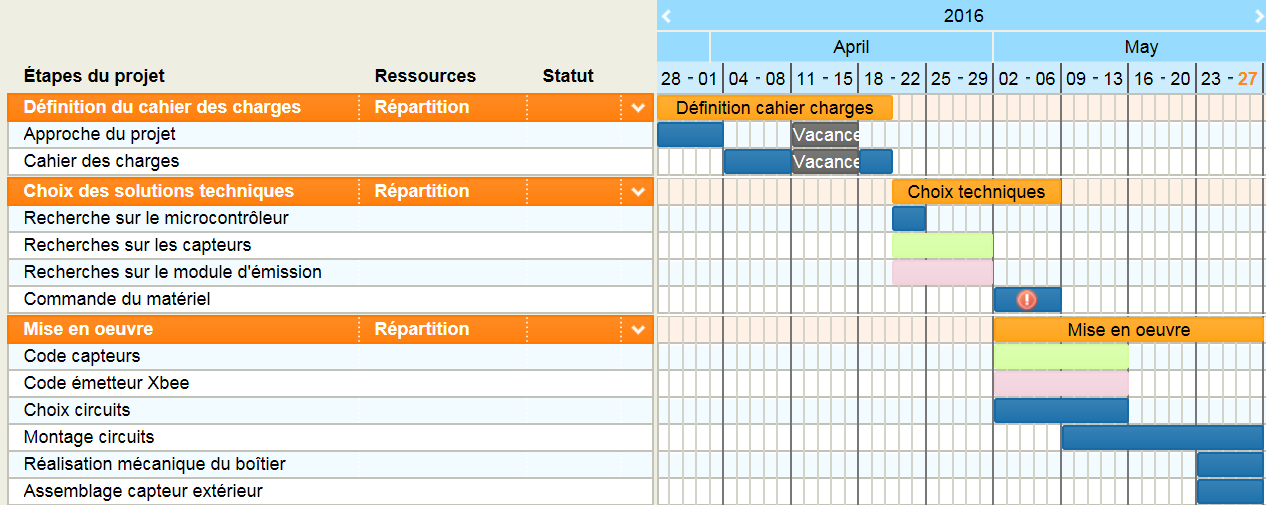 2016
April May
Étapes du projet Ressources Statut 28 - 01 04 - 08 11 - 15 18 - 22 25 - 29 02 - 06 09 - 13 16 - 20 23 - 27
Définition du cahier des charges Répartition Définition cahier charges
Approche du projet Vacance
Cahier des charges Vacance
Choix des solutions techniques Répartition Choix techniques
Recherche sur le microcontrôleur
Recherches sur les capteurs
Recherches sur le module d'émission
Commande du matériel
Mise en oeuvre Répartition Mise en oeuvre
Code capteurs
Code émetteur Xbee
Choix circuits
Montage circuits
Réalisation mécanique du boîtier
Assemblage capteur extérieur